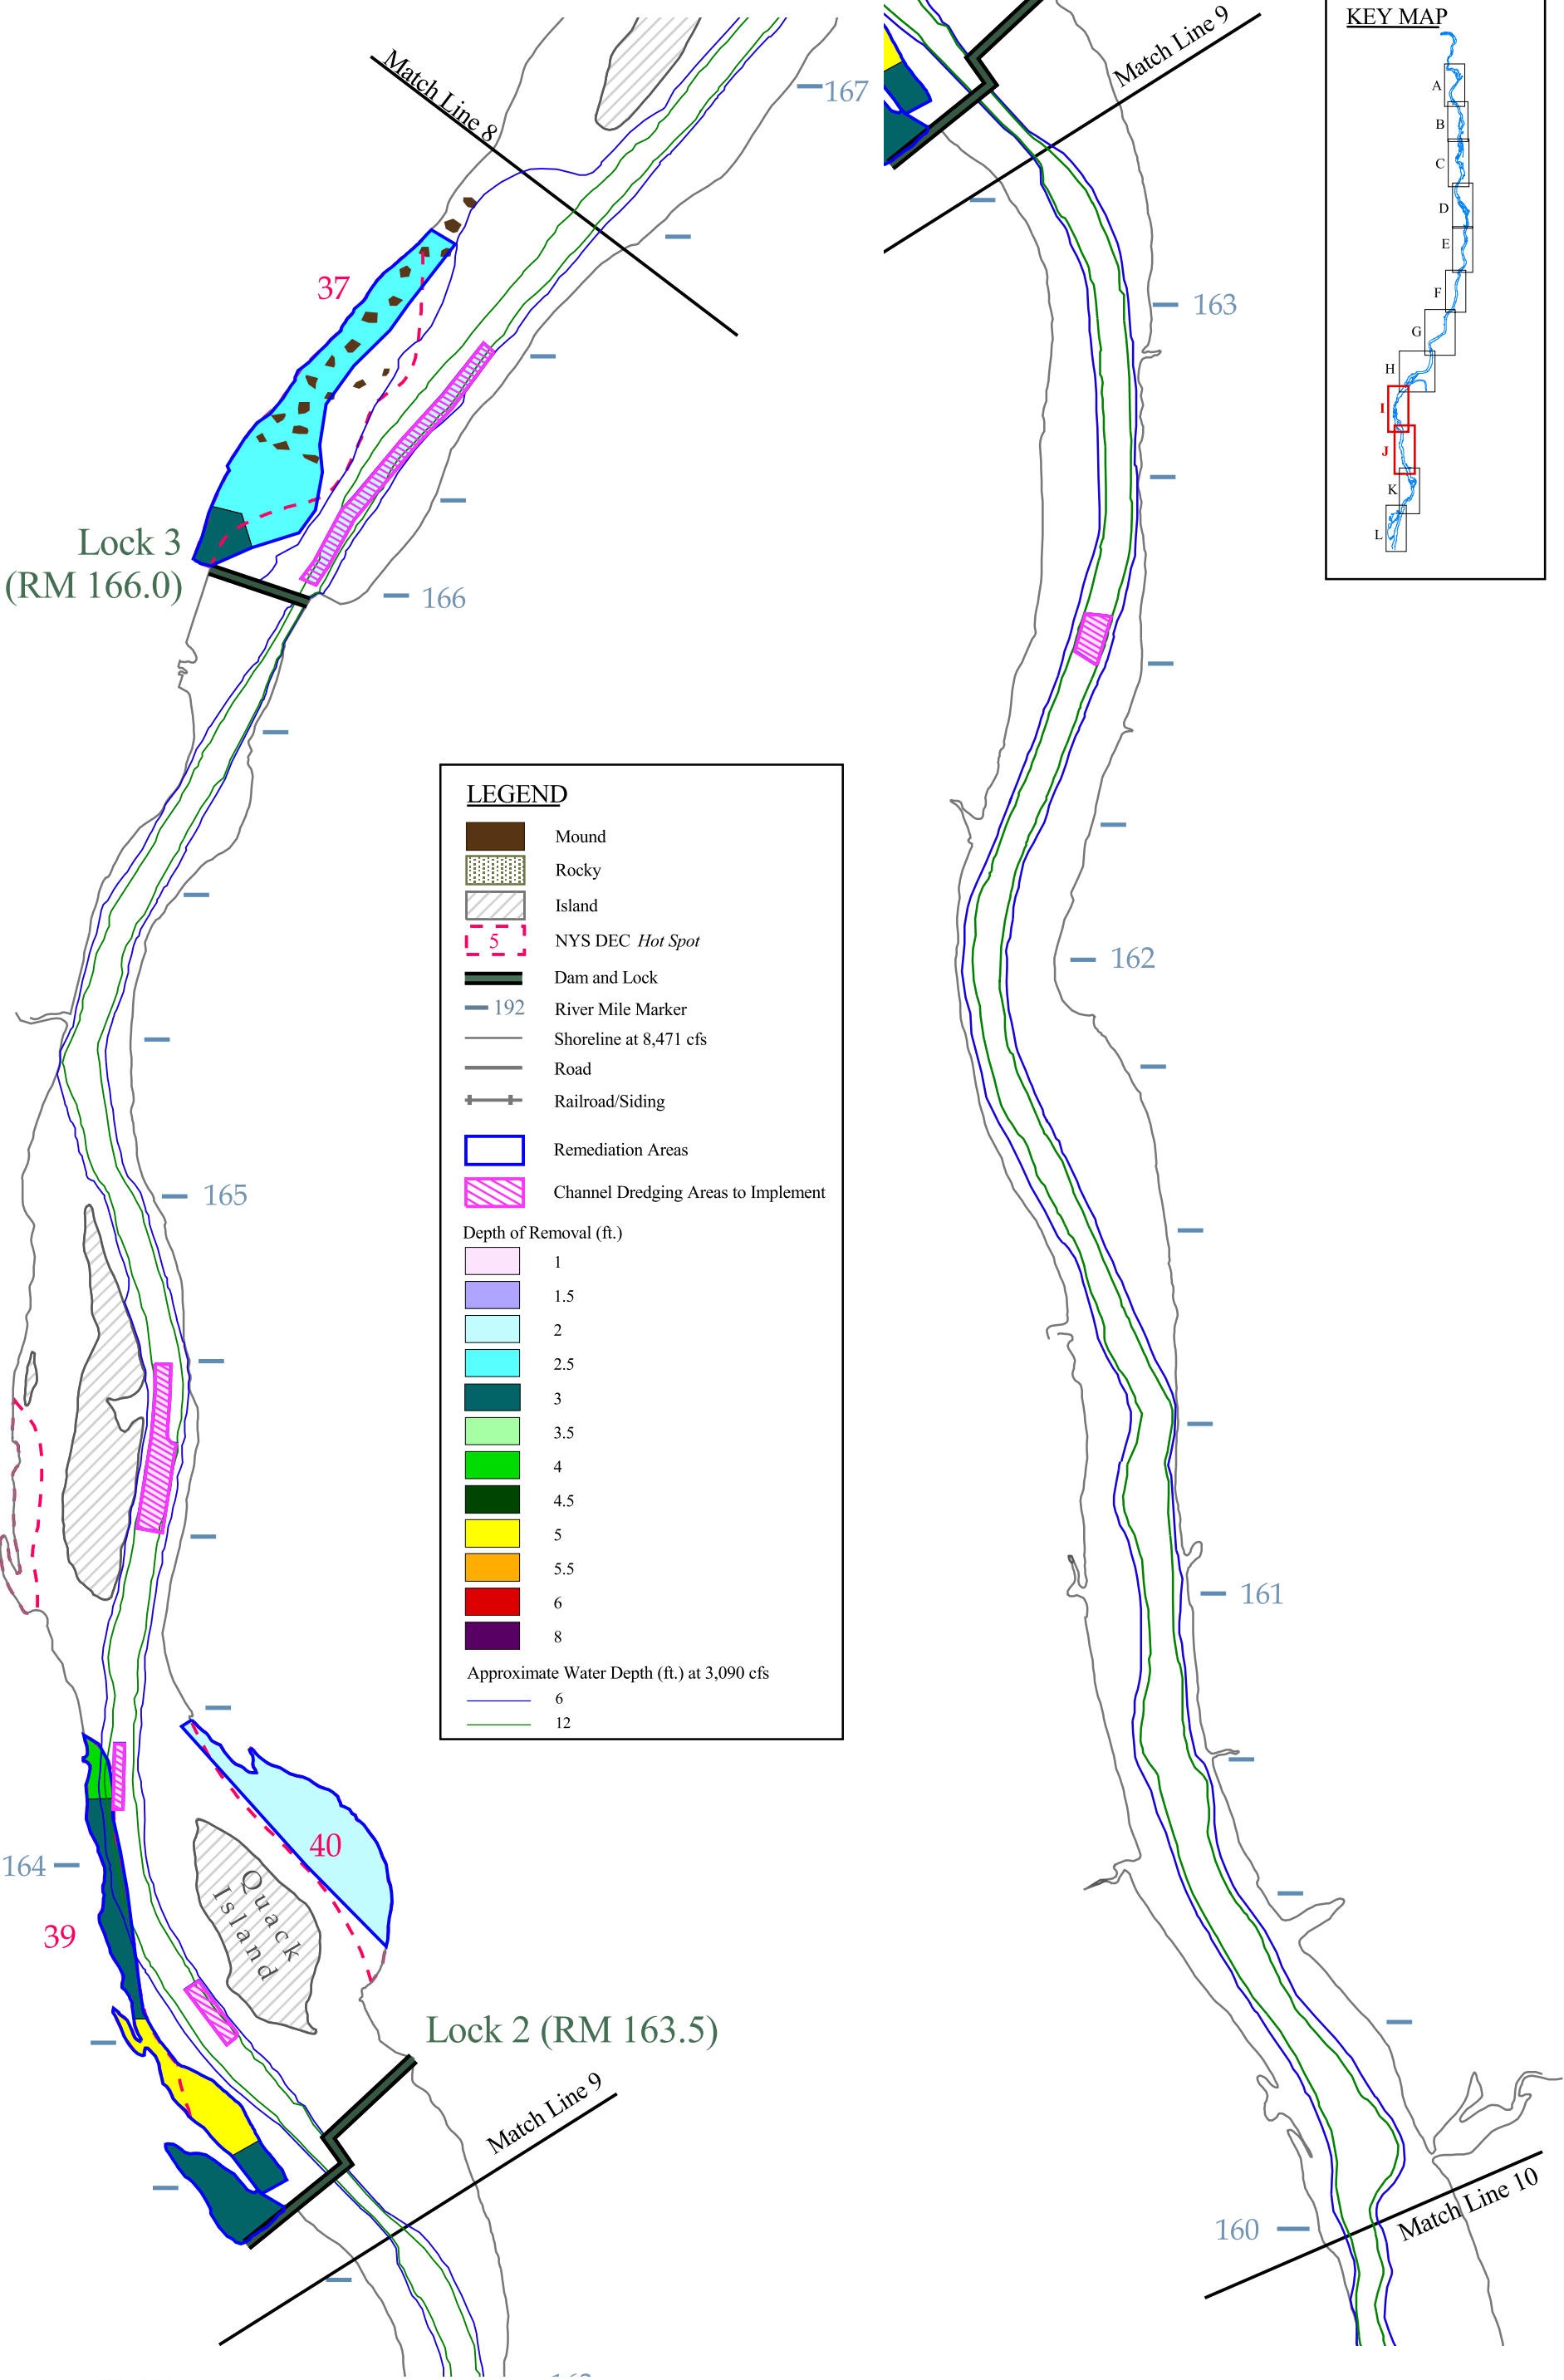 Match Line 8
167
37
Lock 3
(RM 166.0)
166
165
164
39
40
Quack
Island
Lock 2 (RM 163.5)
Match Line 9
LEGEND
Mound
Rocky
Island
5
NYS DEC Hot Spot
Dam and Lock
192
River Mile Marker
Shoreline at 8,471 cfs
Road
Railroad/Siding
Remediation Areas
Channel Dredging Areas to Implement
Depth of Removal (ft.)
1
1.5
2
2.5
3
3.5
4
4.5
5
5.5
6
8
Approximate Water Depth (ft.) at 3,090 cfs
6
12
Match Line 9
163
162
161
160
Match Line 10
KEY MAP
A
B
C
D
E
F
G
H
I
J
K
L